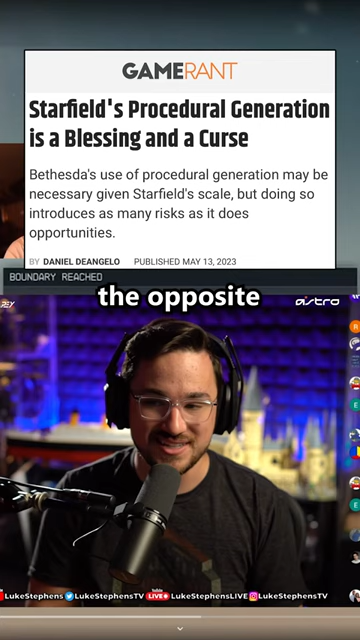 GAMERANT
Starfield's Procedural Generation
is a Blessing and a Curse
Bethesda's use of procedural generation may be
necessary given Starfield's scale, but doing so
introduces as many risks as it does
opportunities.
BY DANIEL DEANGELO PUBLISHED MAY 13, 2023
BOUNDARY REACHED
the opposite
astro
LukeStephens LukeStephensTV LIVE LukeStephensLIVE LukeStephensTV